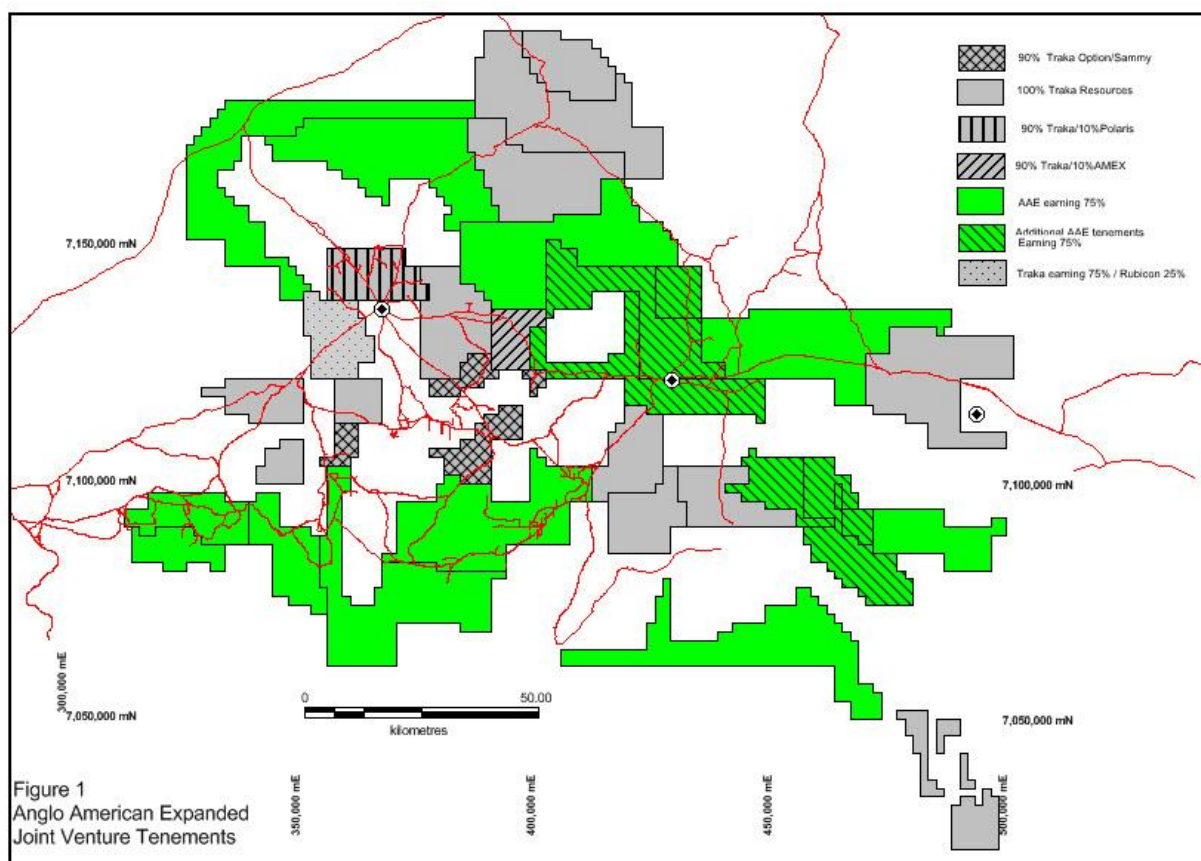 90% Traka Option/Sammy
100% Traka Resources
90% Traka/10%Polaris
90% Traka/10%AMEX
AAE earning 75%
Additional AAE tenements
Earning 75%
Traka earning 75% / Rubicon 25%
7,150,000 mN
7,100,000 mN
7,100,000 mN
300,000 mE
7,050,000 mN
7,050,000 mN
0 50.00
kilometres
350,000 mE
400,000 mE
450,000 mE
500,000 mE
Figure 1
Anglo American Expanded
Joint Venture Tenements